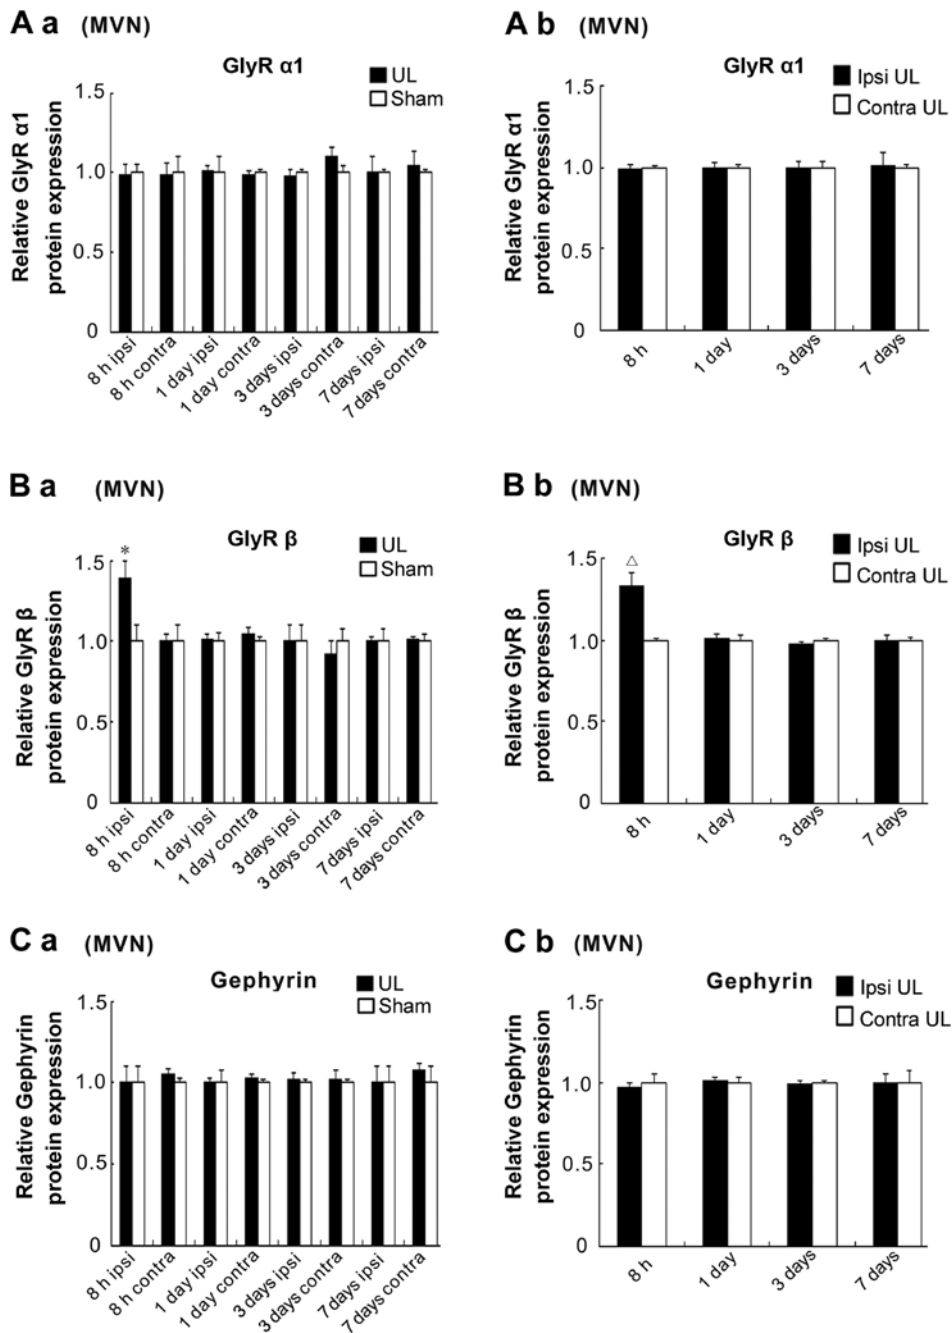 A a (MVN)
GlyR α1
UL
Sham
Relative GlyR α1
protein expression
1.5
1.0
0.5
0
8 h ipsi
8 h contra
1 day ipsi
1 day contra
3 days ipsi
3 days contra
7 days ipsi
7 days contra
A b (MVN)
GlyR α1
Ipsi UL
Contra UL
Relative GlyR α1
protein expression
1.5
1.0
0.5
0
8 h
1 day
3 days
7 days
B a (MVN)
GlyR β
UL
Sham
Relative GlyR β
protein expression
1.5
1.0
0.5
0
*
8 h ipsi
8 h contra
1 day ipsi
1 day contra
3 days ipsi
3 days contra
7 days ipsi
7 days contra
B b (MVN)
GlyR β
Ipsi UL
Contra UL
Relative GlyR β
protein expression
1.5
1.0
0.5
0
△
8 h
1 day
3 days
7 days
C a (MVN)
Gephyrin
UL
Sham
Relative Gephyrin
protein expression
1.5
1.0
0.5
0
8 h ipsi
8 h contra
1 day ipsi
1 day contra
3 days ipsi
3 days contra
7 days ipsi
7 days contra
C b (MVN)
Gephyrin
Ipsi UL
Contra UL
Relative Gephyrin
protein expression
1.5
1.0
0.5
0
8 h
1 day
3 days
7 days